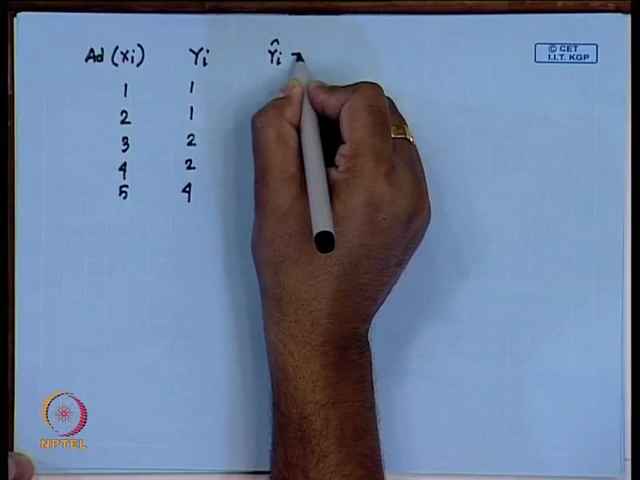 Ad (xi) Yi Ŷi =
1 1
2 1
3 2
4 2
5 4
© CET
I.I.T. KGP
NPTEL